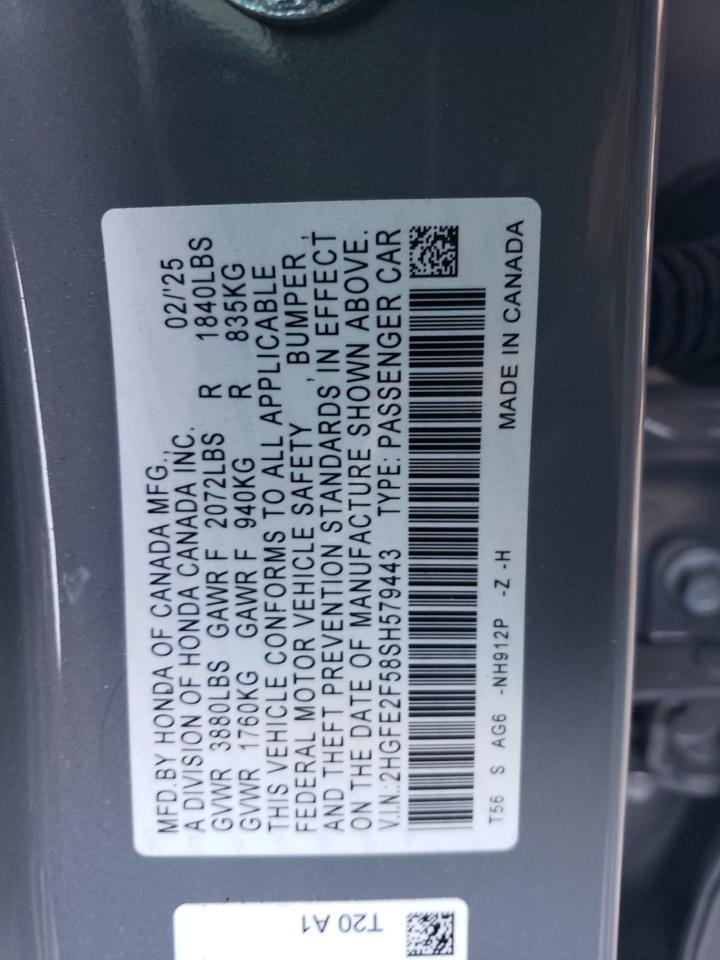 MFD.BY HONDA OF CANADA MFG., 02/'25
A DIVISION OF HONDA CANADA INC.
GVWR 3880LBS GAWR F 2072LBS R 1840LBS
GVWR 1760KG GAWR F 940KG R 835KG
THIS VEHICLE CONFORMS TO ALL APPLICABLE
FEDERAL MOTOR VEHICLE SAFETY , BUMPER ,
AND THEFT PREVENTION STANDARDS IN EFFECT
ON THE DATE OF MANUFACTURE SHOWN ABOVE.
V.I.N.:2HGFE2F58SH579443 TYPE: PASSENGER CAR
T56 S AG6 -NH912P -Z -H MADE IN CANADA
T20 A1